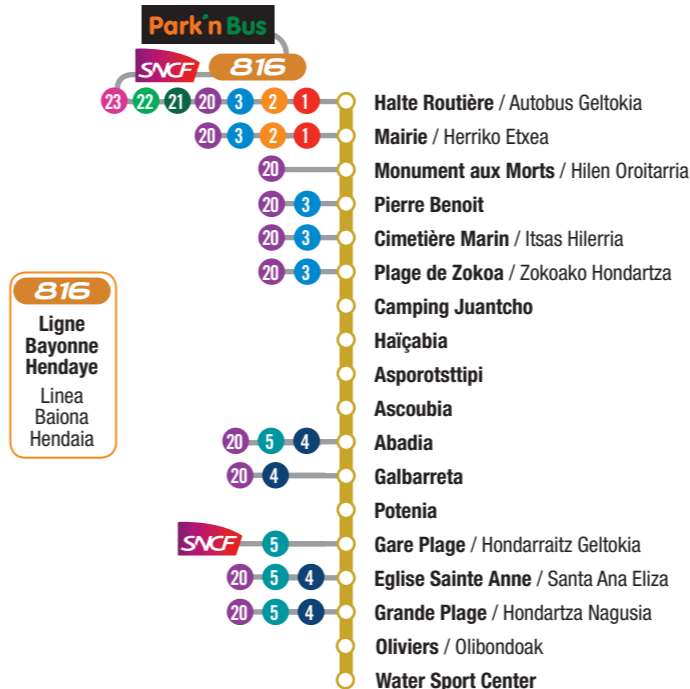 Park'n Bus
SNCF 816
23 22 21 20 3 2 1 Halte Routière / Autobus Geltokia
20 3 2 1 Mairie / Herriko Etxea
20 Monument aux Morts / Hilen Oroitarria
20 3 Pierre Benoit
20 3 Cimetière Marin / Itsas Hilerria
20 3 Plage de Zokoa / Zokoako Hondartza
816
Ligne
Bayonne
Hendaye
Linea
Baiona
Hendaia
Camping Juantcho
Haïçabia
Asporotsttipi
Ascoubia
20 5 4 Abadia
20 4 Galbarreta
Potenia
SNCF 5 Gare Plage / Hondarraitz Geltokia
20 5 4 Eglise Sainte Anne / Santa Ana Eliza
20 5 4 Grande Plage / Hondartza Nagusia
Oliviers / Olibondoak
Water Sport Center